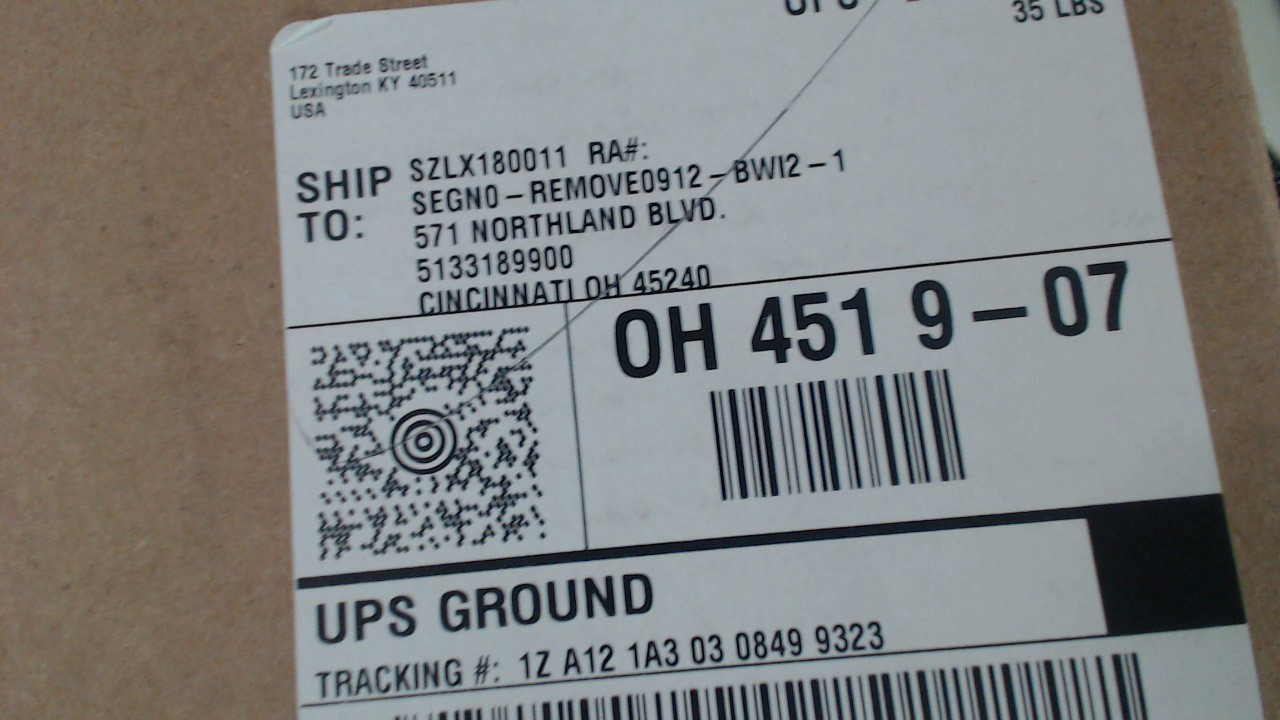 35 LBS
172 Trade Street
Lexington KY 40511
USA
SHIP TO:
SZLX180011 RA#:
SEGN0-REMOVE0912-BWI2-1
571 NORTHLAND BLVD.
5133189900
CINCINNATI OH 45240
OH 451 9-07
UPS GROUND
TRACKING #: 1Z A12 1A3 03 0849 9323